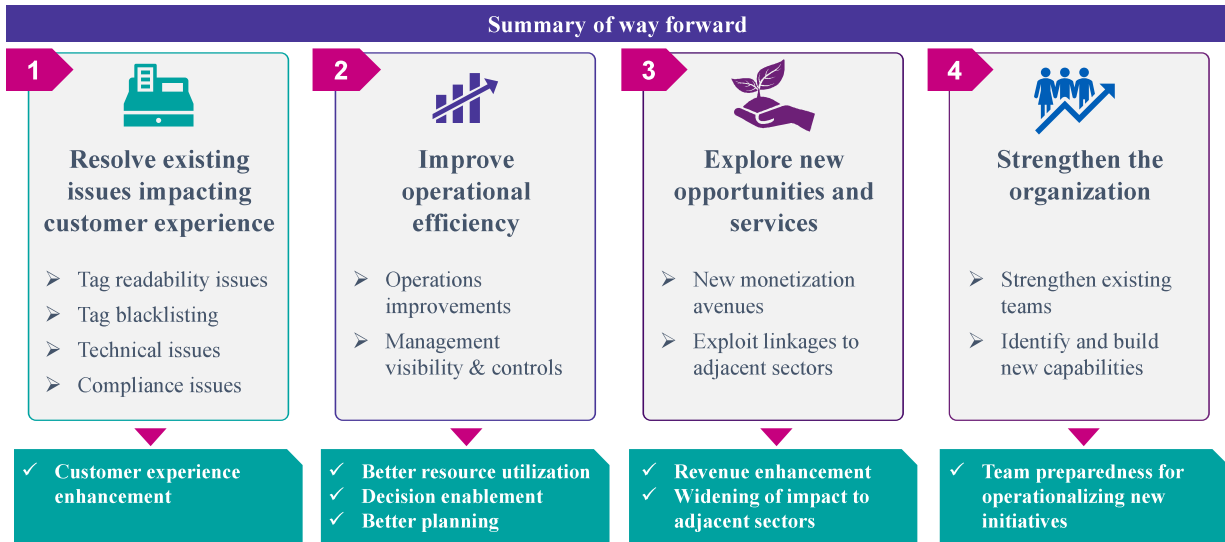 Summary of way forward
1
Resolve existing
issues impacting
customer experience
➢ Tag readability issues
➢ Tag blacklisting
➢ Technical issues
➢ Compliance issues
✓ Customer experience
enhancement
2
Improve
operational
efficiency
➢ Operations
improvements
➢ Management
visibility & controls
✓ Better resource utilization
✓ Decision enablement
✓ Better planning
3
Explore new
opportunities and
services
➢ New monetization
avenues
➢ Exploit linkages to
adjacent sectors
✓ Revenue enhancement
✓ Widening of impact to
adjacent sectors
4
Strengthen the
organization
➢ Strengthen existing
teams
➢ Identify and build
new capabilities
✓ Team preparedness for
operationalizing new
initiatives